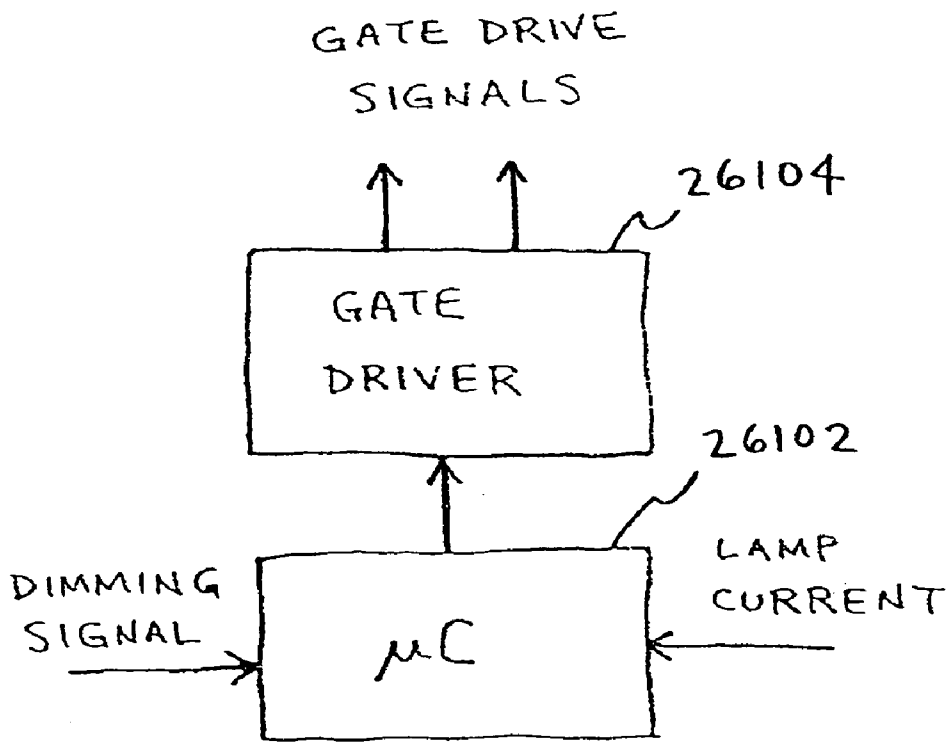 GATE DRIVE
SIGNALS
26104
GATE
DRIVER
26102
DIMMING
SIGNAL
LAMP
CURRENT
μC